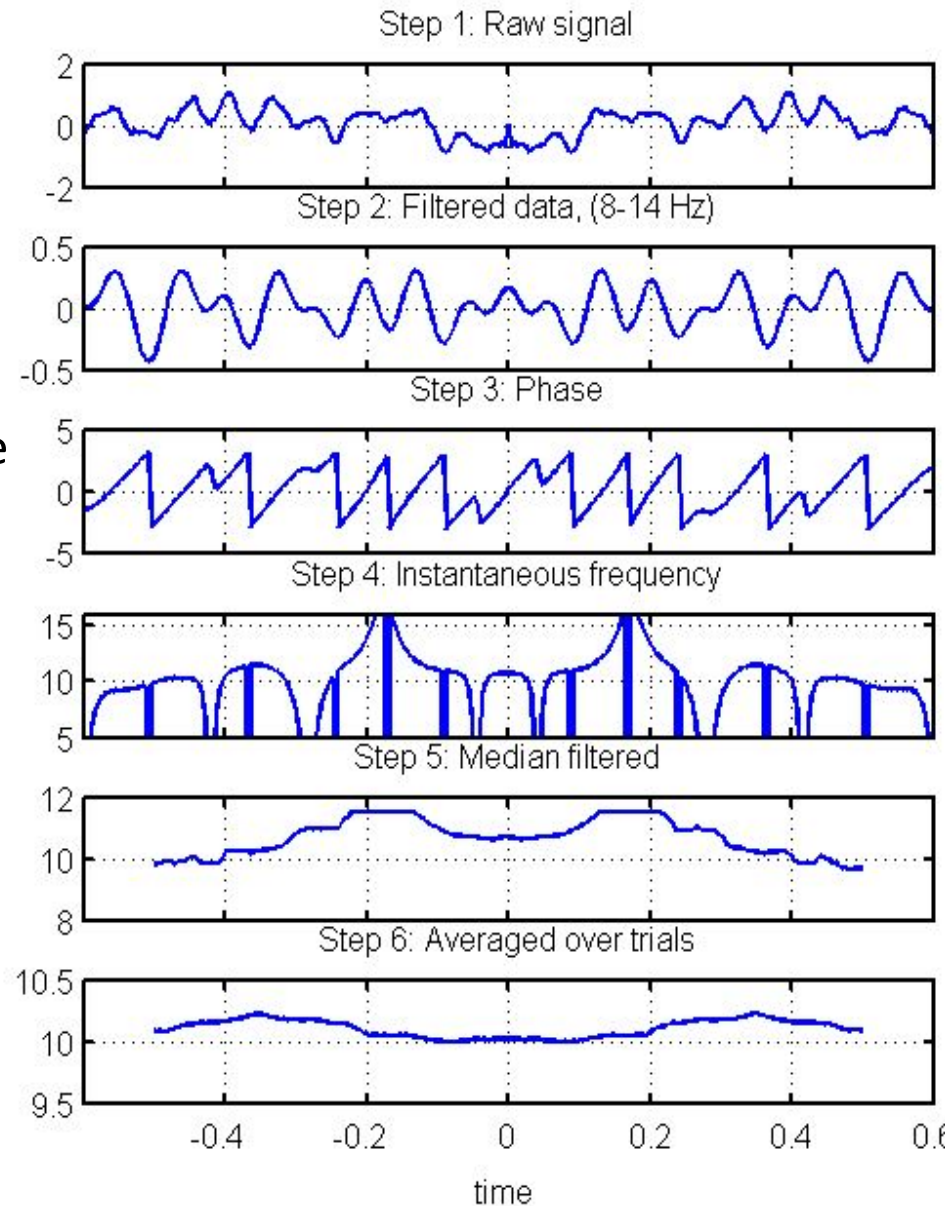 Step 1: Raw signal
2
0
-2
Step 2: Filtered data, (8-14 Hz)
0.5
0
-0.5
Step 3: Phase
e
5
0
-5
Step 4: Instantaneous frequency
15
10
5
Step 5: Median filtered
12
10
8
Step 6: Averaged over trials
10.5
10
9.5
-0.4 -0.2 0 0.2 0.4 0.6
time